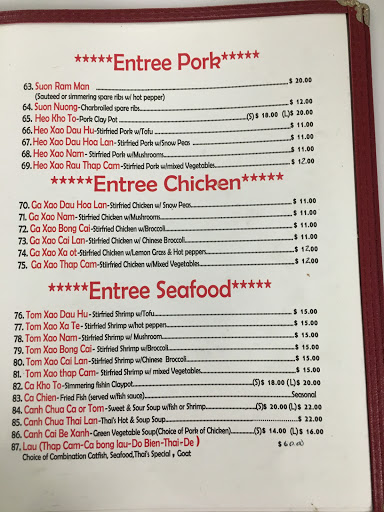 *****Entree Pork*****
63. Suon Ram Man $ 20.00
(Sauteed or simmering spare ribs w/ hot pepper)
64. Suon Nuong-Charbroiled spare ribs $ 12.00
65. Heo Kho To-Pork Clay Pot (S)$ 18.00 (L)$ 20.00
66. Heo Xao Dau Hu-Stirfried Pork w/Tofu $ 11.00
67. Heo Xao Dau Hoa Lan- Stirfried Pork w/Snow Peas $ 11.00
68. Heo Xao Nam- Stirfried Pork w/Mushrooms $ 11.00
69. Heo Xao Rau Thap Cam- Stirfried Pork w/mixed Vegetables $ 12.00
*****Entree Chicken*****
70. Ga Xao Dau Hoa Lan-Stirfried Chicken w/ Snow Peas $ 11.00
71. Ga Xao Nam-Stirfried Chicken w/Mushrooms $ 11.00
72. Ga Xao Bong Cai-Stirfried Chicken w/Broccoli $ 11.00
73. Ga Xao Cai Lan-Stirfried Chicken w/ Chinese Broccoli $ 11.00
74. Ga Xao Xa ot-Stirfried Chicken w/Lemon Grass & Hot peppers $ 12.00
75. Ga Xao Thap Cam-Stiirfried Chicken w/Mixed Vegetables $ 12.00
*****Entree Seafood*****
76. Tom Xao Dau Hu- Stirfried Shrimp w/Tofu $ 15.00
77. Tom Xao Xa Te- Stirfried Shrimp w/hot peppers $ 15.00
78. Tom Xao Nam- Stirfried Shrimp w/ Mushroom $ 15.00
79. Tom Xao Bong Cai- Stirfried Shrimp w/Broccoli $ 15.00
80. Tom Xao Cai Lan- Stirfried Shrimp w/Chinese Broccoli $ 15.00
81. Tom Xao thap Cam- Stirfried Shrimp w/ mixed Vegetables $ 15.00
82. Ca Kho To- Simmering fishin Claypot (S)$ 18.00 (L)$ 20.00
83. Ca Chien- Fried Fish (served w/fish sauce) Seasonal
84. Canh Chua Ca or Tom- Sweet & Sour Soup w/fish or Shrimp (S)$ 20.00 (L)$ 22.00
85. Canh Chua Thai Lan- Thai's Hot & Soup Soup $ 22.00
86. Canh Cai Be Xanh- Green Vegetable Soup(Choice of Pork of Chicken) (S)$ 14.00 (L)$ 16.00
87. Lau (Thap Cam-Ca bong lau-Do Bien-Thai-De ) $ 60.00
Choice of Combination Catfish, Seafood,Thai's Special , Goat